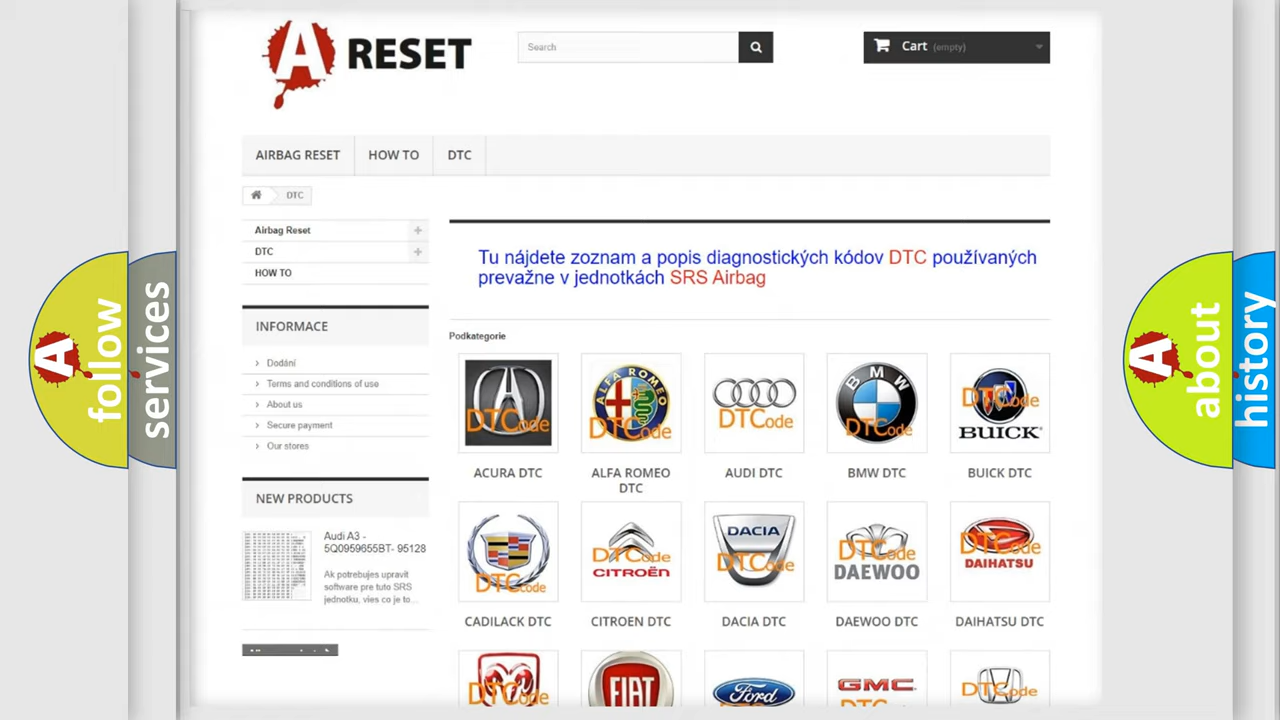 A RESET
Search
Cart (empty)
AIRBAG RESET
HOW TO
DTC
DTC
Airbag Reset
DTC
HOW TO
Tu nájdete zoznam a popis diagnostických kódov DTC používaných
prevažne v jednotkách SRS Airbag
INFORMACE
Dodání
Terms and conditions of use
About us
Secure payment
Our stores
Podkategorie
ALFA ROMEO
BMW
BUICK
DTCode
DTCode
DTCode
DTCode
DTCode
ACURA DTC
ALFA ROMEO
DTC
AUDI DTC
BMW DTC
BUICK DTC
NEW PRODUCTS
Audi A3 -
5Q0959655BT- 95128
Ak potrebujes upravit
software pre tuto SRS
jednotku, vies co je to...
DTCode
DTCode
CITROËN
DACIA
DTCode
DTCode
DAEWOO
DTCode
DAIHATSU
CADILACK DTC
CITROEN DTC
DACIA DTC
DAEWOO DTC
DAIHATSU DTC
DTCode
FIAT
Ford
GMC
DTCode
A follow
services
A about
history